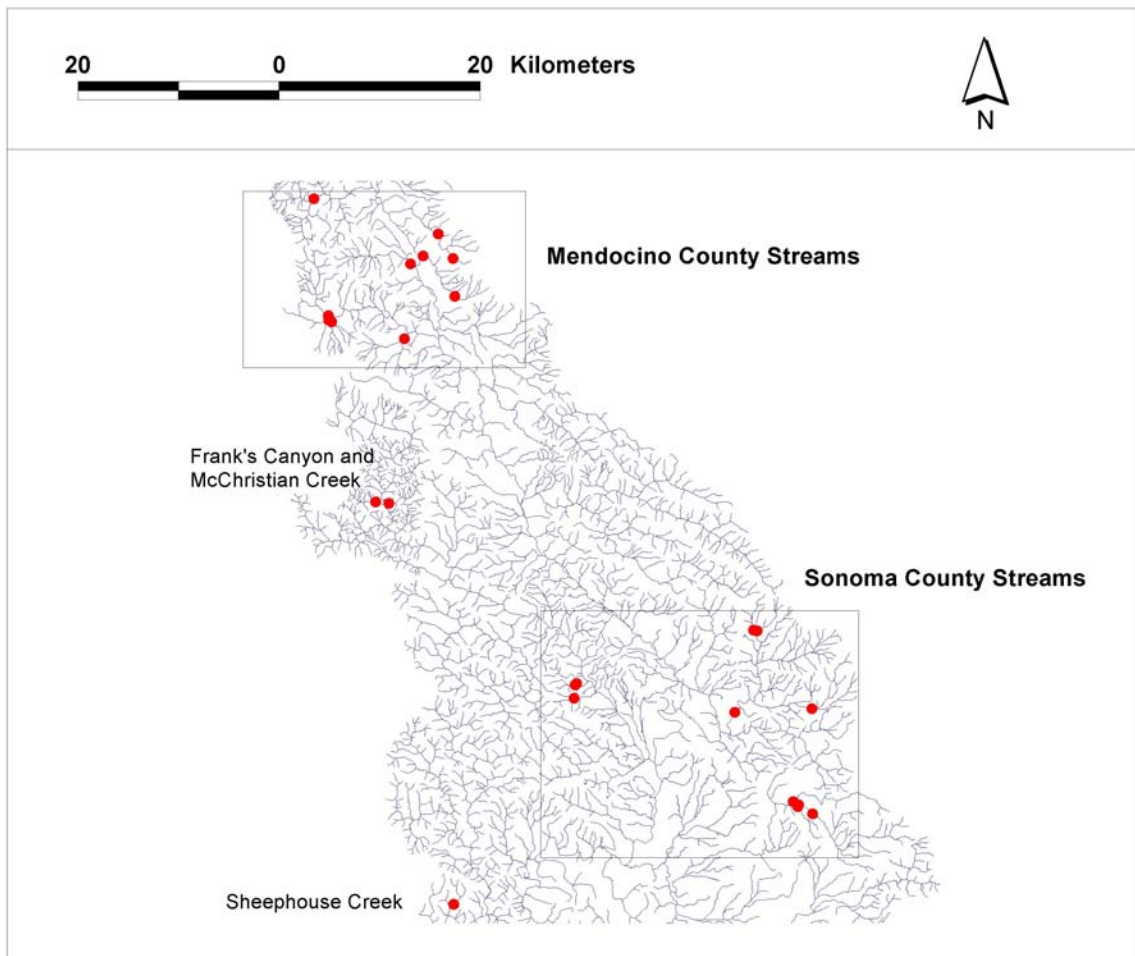 20 0 20 Kilometers
N
Mendocino County Streams
Frank's Canyon and
McChristian Creek
Sonoma County Streams
Sheephouse Creek